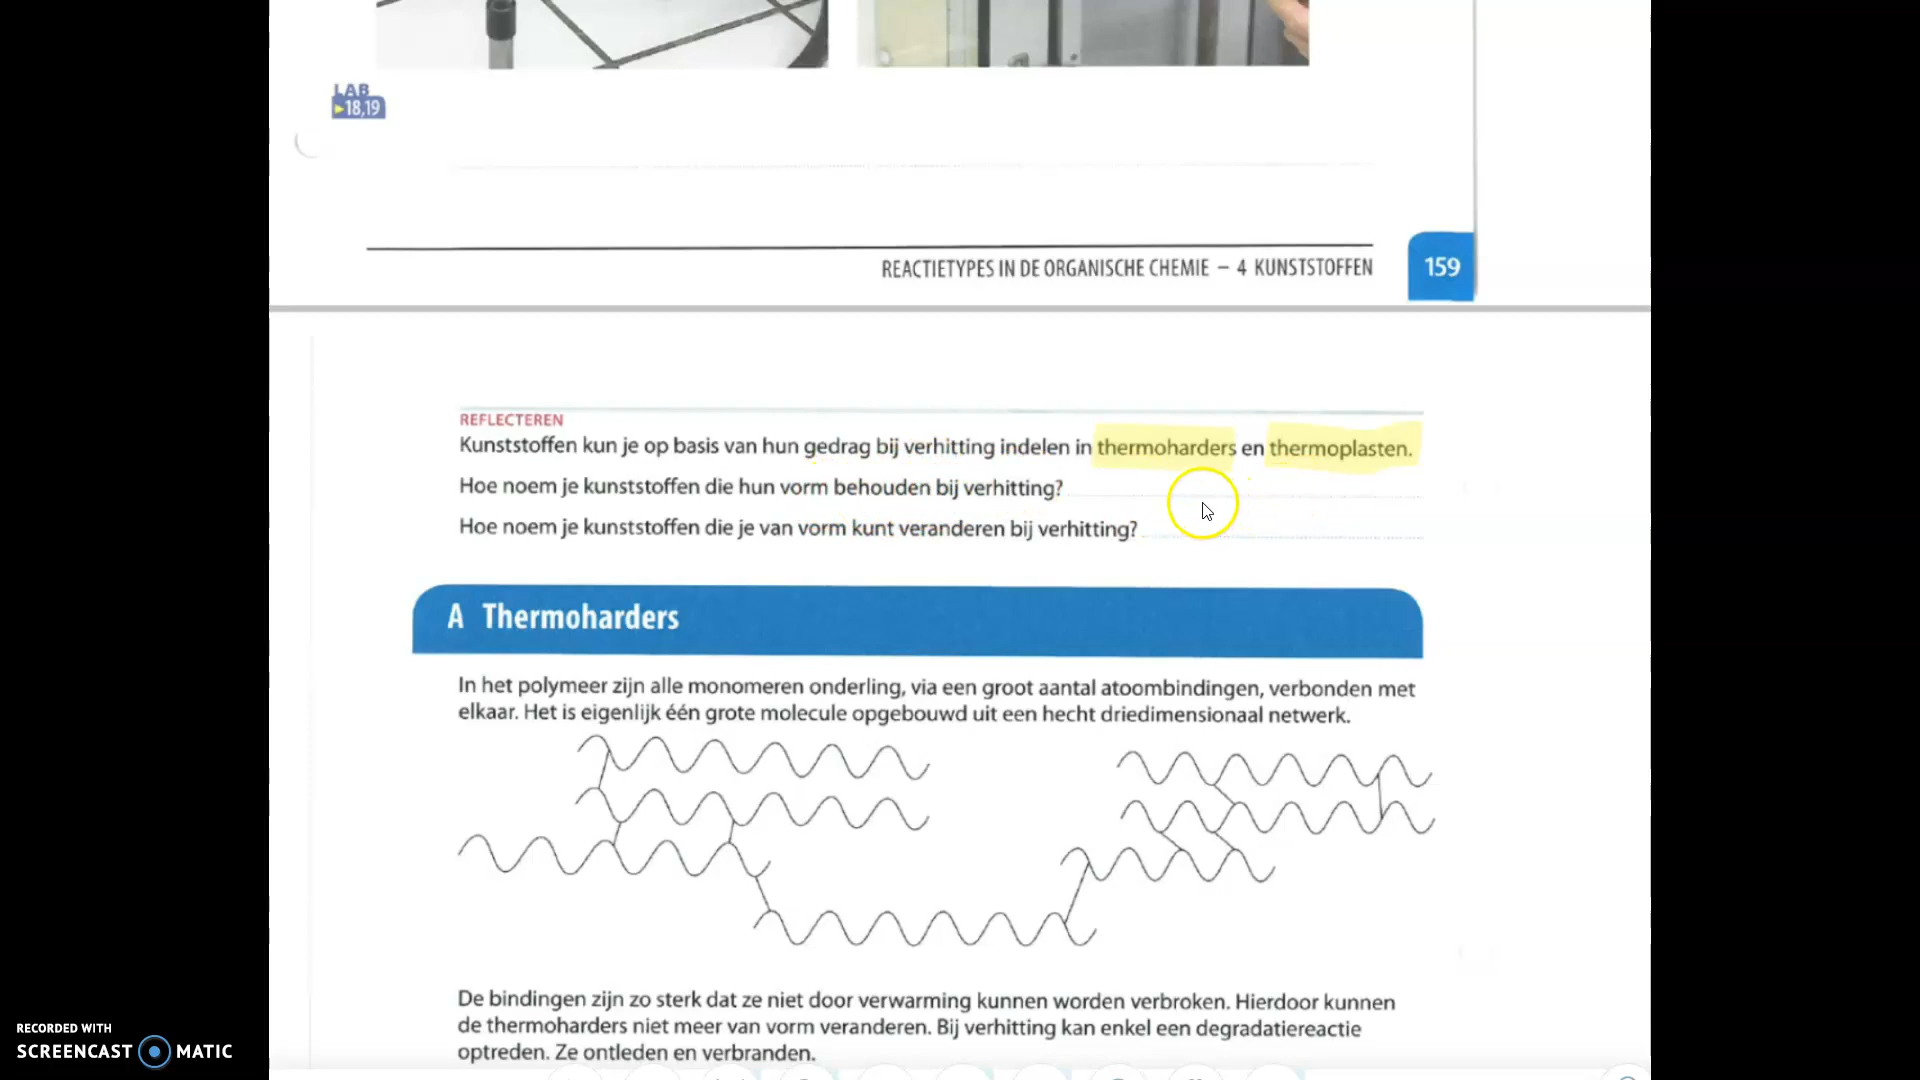 LAB
▸18,19
REACTIETYPES IN DE ORGANISCHE CHEMIE – 4 KUNSTSTOFFEN
159
REFLECTEREN
Kunststoffen kun je op basis van hun gedrag bij verhitting indelen in thermoharders en thermoplasten.
Hoe noem je kunststoffen die hun vorm behouden bij verhitting?
Hoe noem je kunststoffen die je van vorm kunt veranderen bij verhitting?
A Thermoharders
In het polymeer zijn alle monomeren onderling, via een groot aantal atoombindingen, verbonden met
elkaar. Het is eigenlijk één grote molecule opgebouwd uit een hecht driedimensionaal netwerk.
De bindingen zijn zo sterk dat ze niet door verwarming kunnen worden verbroken. Hierdoor kunnen
de thermoharders niet meer van vorm veranderen. Bij verhitting kan enkel een degradatiereactie
optreden. Ze ontleden en verbranden.
RECORDED WITH
SCREENCAST MATIC